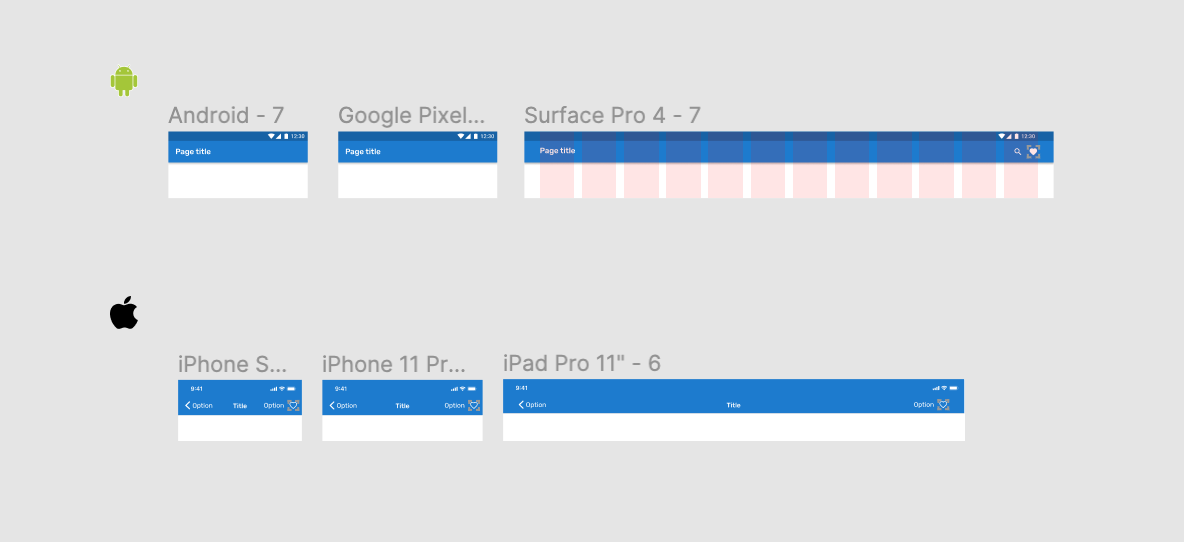 Android - 7
Google Pixel...
Surface Pro 4 - 7
12:30
Page title
12:30
Page title
12:30
Page title
iPhone S...
iPhone 11 Pr...
iPad Pro 11" - 6
9:41
Option
Title
Option
9:41
Option
Title
Option
9:41
Option
Title
Option